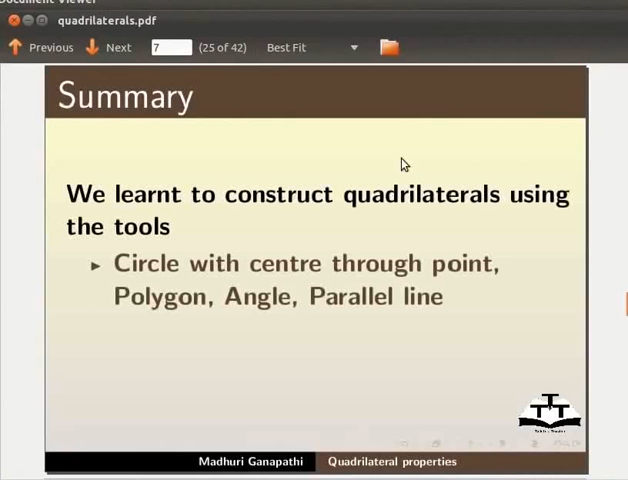 Document Viewer
quadrilaterals.pdf
Previous Next 7 (25 of 42) Best Fit
Summary
We learnt to construct quadrilaterals using
the tools
▸ Circle with centre through point,
Polygon, Angle, Parallel line
TTT
Madhuri Ganapathi Quadrilateral properties